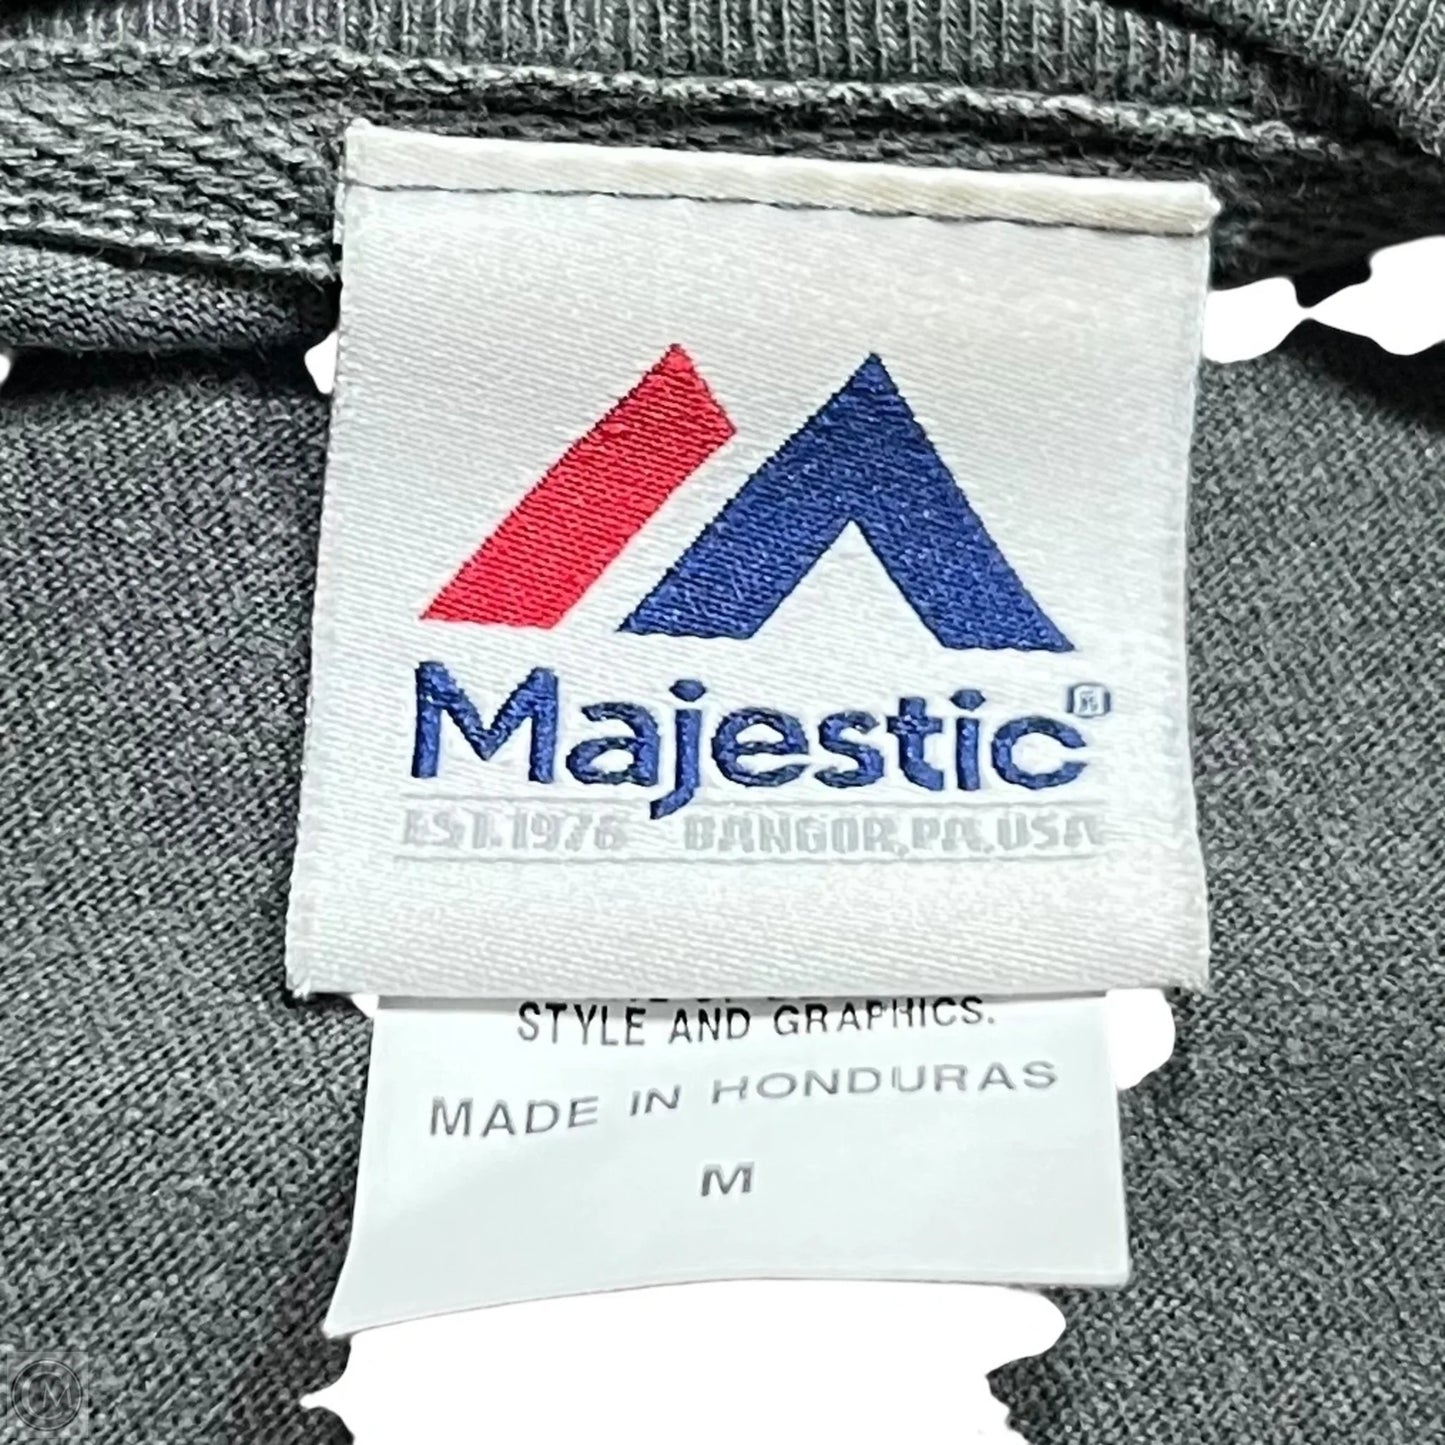 Majestic®
EST. 1976 BANGOR, PA, USA
STYLE AND GRAPHICS.
MADE IN HONDURAS
M
M